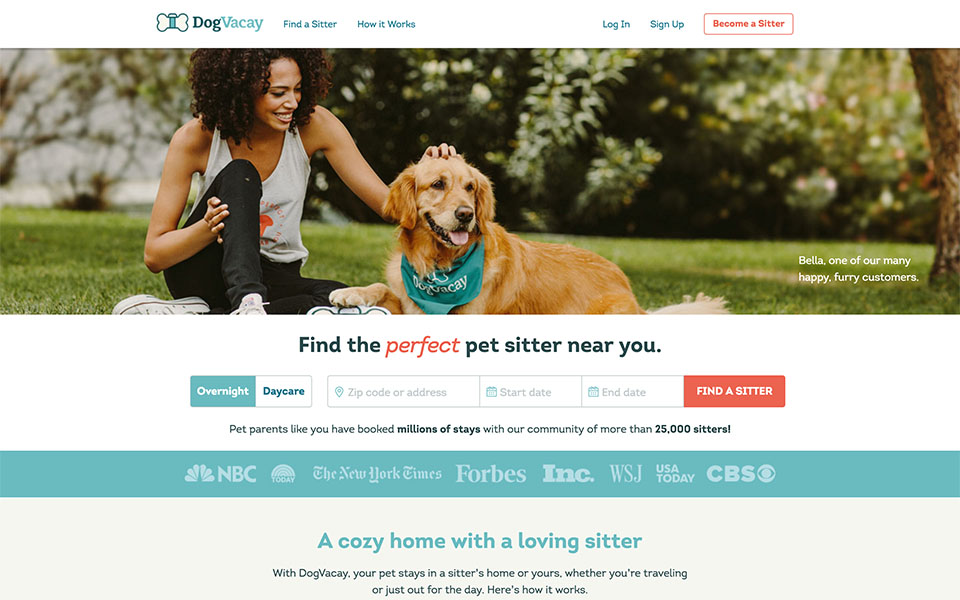 DogVacay
Find a Sitter
How it Works
Log In
Sign Up
Become a Sitter
DogVacay
Bella, one of our many
happy, furry customers.
Find the perfect pet sitter near you.
Overnight
Daycare
Zip code or address
Start date
End date
FIND A SITTER
Pet parents like you have booked millions of stays with our community of more than 25,000 sitters!
NBC
TODAY
The New York Times
Forbes
Inc.
WSJ
USA
TODAY
CBS
A cozy home with a loving sitter
With DogVacay, your pet stays in a sitter's home or yours, whether you're traveling
or just out for the day. Here's how it works.